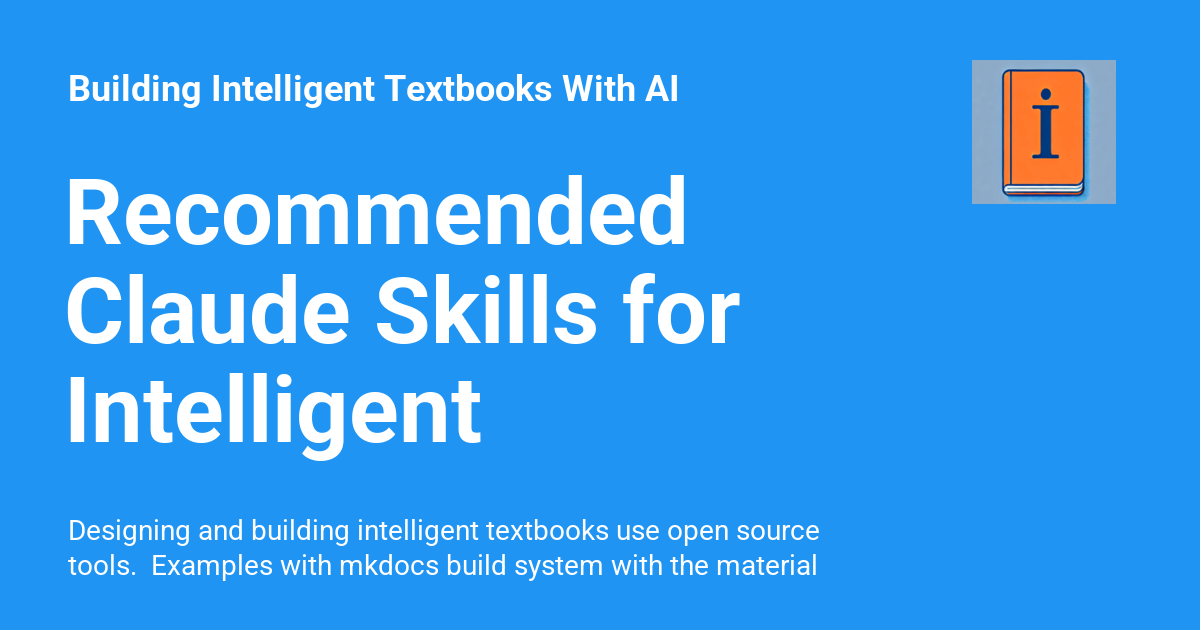 Building Intelligent Textbooks With AI
i
Recommended
Claude Skills for
Intelligent
Designing and building intelligent textbooks use open source
tools.  Examples with mkdocs build system with the material